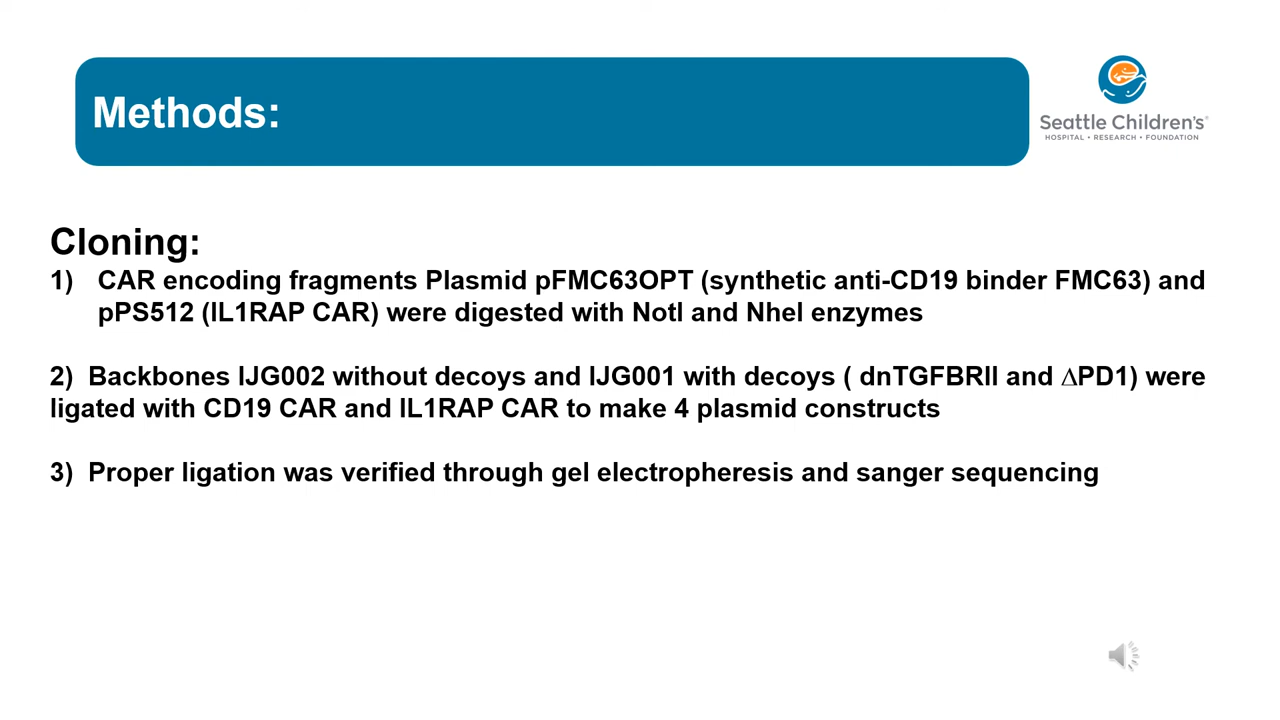 Methods:
Seattle Children's®
HOSPITAL • RESEARCH • FOUNDATION
Cloning:
1) CAR encoding fragments Plasmid pFMC63OPT (synthetic anti-CD19 binder FMC63) and
pPS512 (IL1RAP CAR) were digested with NotI and NheI enzymes
2) Backbones IJG002 without decoys and IJG001 with decoys ( dnTGFBRII and ∆PD1) were
ligated with CD19 CAR and IL1RAP CAR to make 4 plasmid constructs
3) Proper ligation was verified through gel electropheresis and sanger sequencing